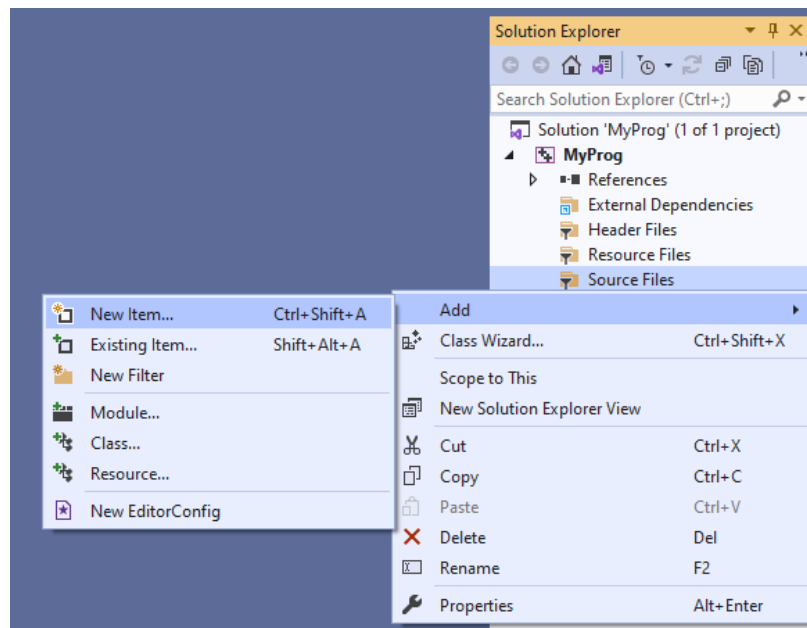 Solution Explorer
Search Solution Explorer (Ctrl+;)
Solution 'MyProg' (1 of 1 project)
MyProg
References
External Dependencies
Header Files
Resource Files
Source Files
New Item... Ctrl+Shift+A
Existing Item... Shift+Alt+A
New Filter
Module...
Class...
Resource...
New EditorConfig
Add
Class Wizard... Ctrl+Shift+X
Scope to This
New Solution Explorer View
Cut Ctrl+X
Copy Ctrl+C
Paste Ctrl+V
Delete Del
Rename F2
Properties Alt+Enter